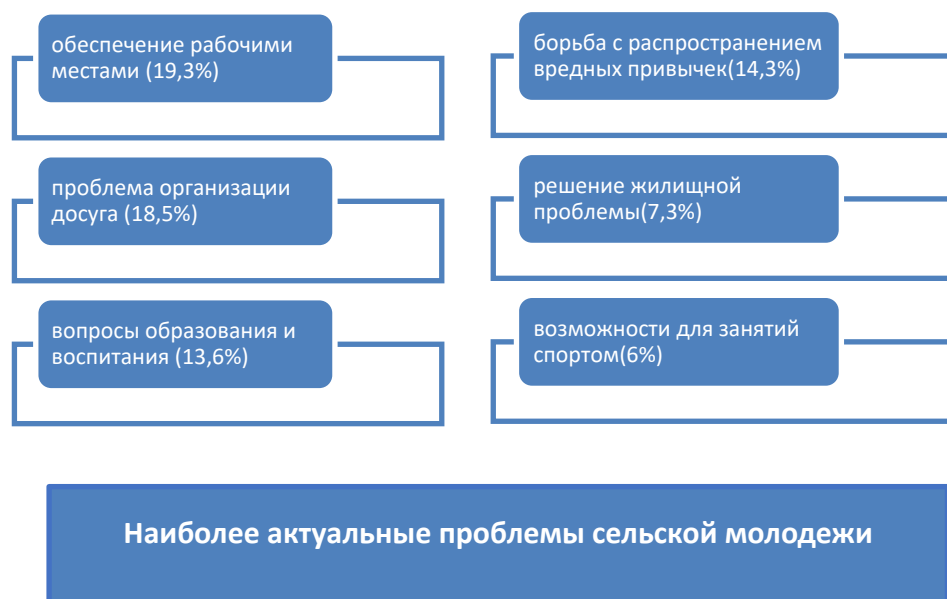 обеспечение рабочими
местами (19,3%)
борьба с распространением
вредных привычек(14,3%)
проблема организации
досуга (18,5%)
решение жилищной
проблемы(7,3%)
вопросы образования и
воспитания (13,6%)
возможности для занятий
спортом(6%)
Наиболее актуальные проблемы сельской молодежи